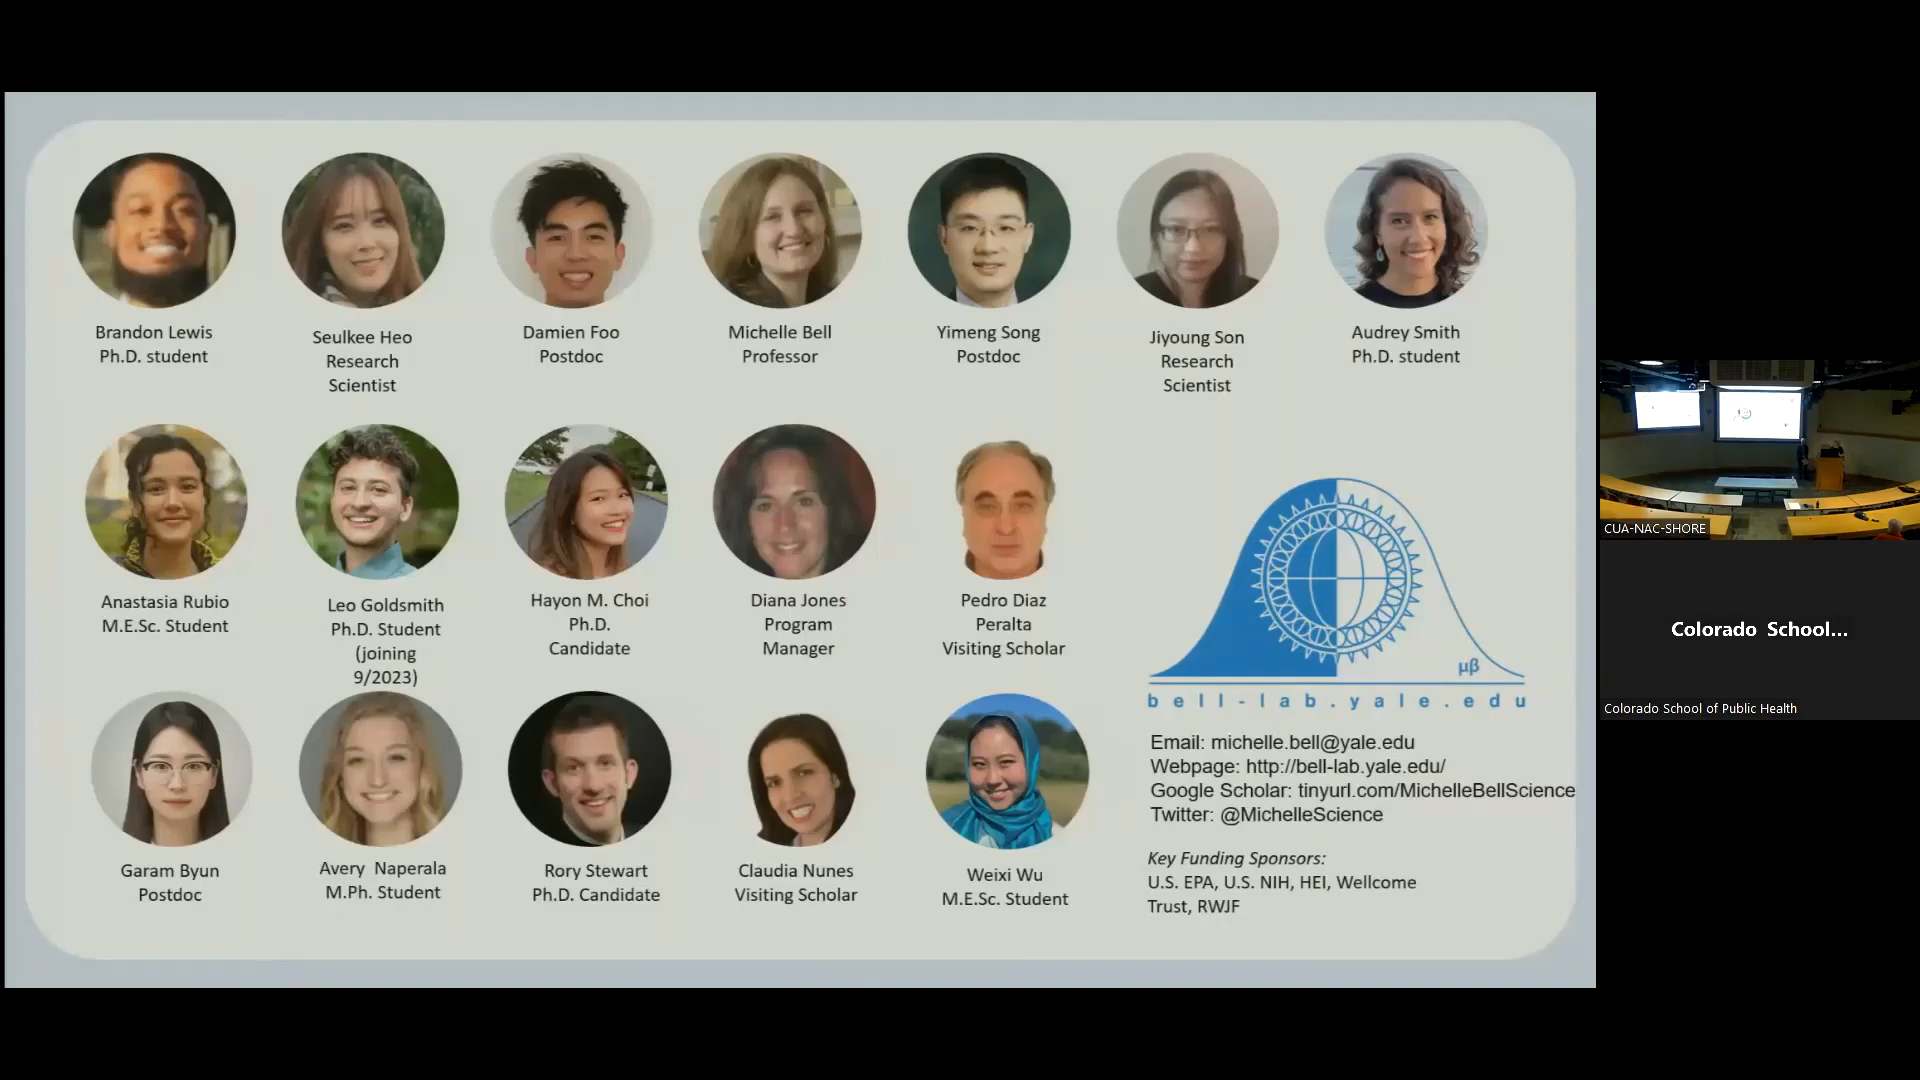 Brandon Lewis
Ph.D. student
Seulkee Heo
Research
Scientist
Damien Foo
Postdoc
Michelle Bell
Professor
Yimeng Song
Postdoc
Jiyoung Son
Research
Scientist
Audrey Smith
Ph.D. student
Anastasia Rubio
M.E.Sc. Student
Leo Goldsmith
Ph.D. Student
(joining
9/2023)
Hayon M. Choi
Ph.D.
Candidate
Diana Jones
Program
Manager
Pedro Diaz
Peralta
Visiting Scholar
μβ
bell-lab.yale.edu
Garam Byun
Postdoc
Avery Naperala
M.Ph. Student
Rory Stewart
Ph.D. Candidate
Claudia Nunes
Visiting Scholar
Weixi Wu
M.E.Sc. Student
Email: michelle.bell@yale.edu
Webpage: http://bell-lab.yale.edu/
Google Scholar: tinyurl.com/MichelleBellScience
Twitter: @MichelleScience
Key Funding Sponsors:
U.S. EPA, U.S. NIH, HEI, Wellcome
Trust, RWJF
CUA-NAC-SHORE
Colorado School...
Colorado School of Public Health